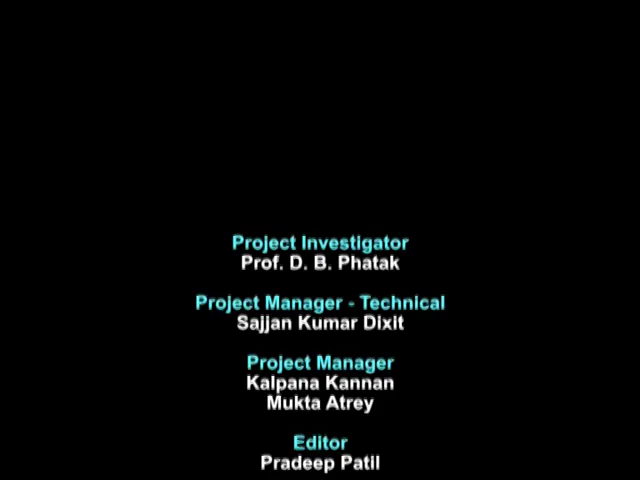 Project Investigator
Prof. D. B. Phatak
Project Manager - Technical
Sajjan Kumar Dixit
Project Manager
Kalpana Kannan
Mukta Atrey
Editor
Pradeep Patil